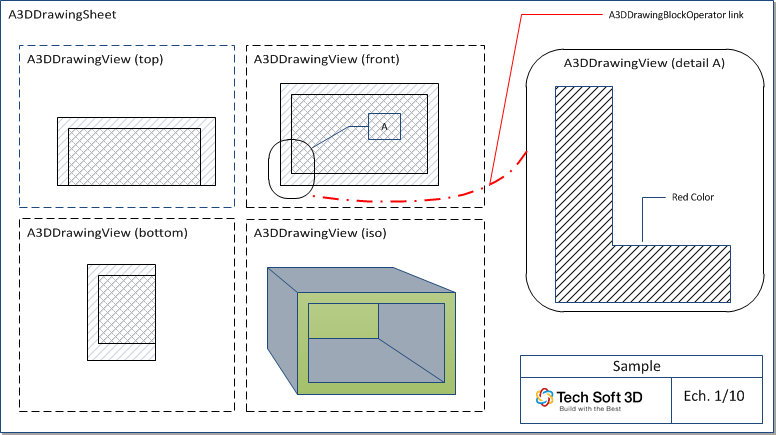 A3DDrawingSheet
A3DDrawingBlockOperator link
A3DDrawingView (top)
A3DDrawingView (front)
A3DDrawingView (detail A)
A
Red Color
A3DDrawingView (bottom)
A3DDrawingView (iso)
Sample
Tech Soft 3D
Build with the Best
Ech. 1/10